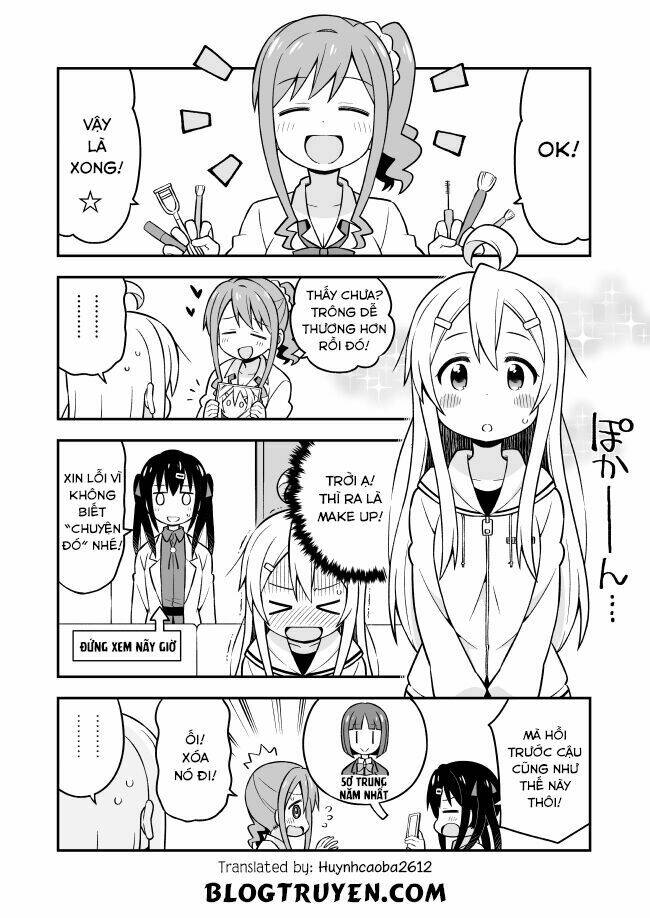 OK!
VẬY
LÀ
XONG!
☆
THẤY CHƯA?
TRÔNG DỄ
THƯƠNG HƠN
RỒI ĐÓ!
.........
ぽかーーん....
TRỜI Ạ!
THÌ RA LÀ
MAKE UP!
XIN LỖI VÌ
KHÔNG
BIẾT
“CHUYỆN
ĐÓ” NHÉ!
ĐỨNG XEM NÃY GIỜ
MÀ HỒI
TRƯỚC CẬU
CŨNG NHƯ
THẾ NÀY
THÔI!
SƠ TRUNG
NĂM NHẤT
ỐI!
XÓA
NÓ ĐI!
.........
Translated by: Huynhcaoba2612
BLOGTRUYEN.COM